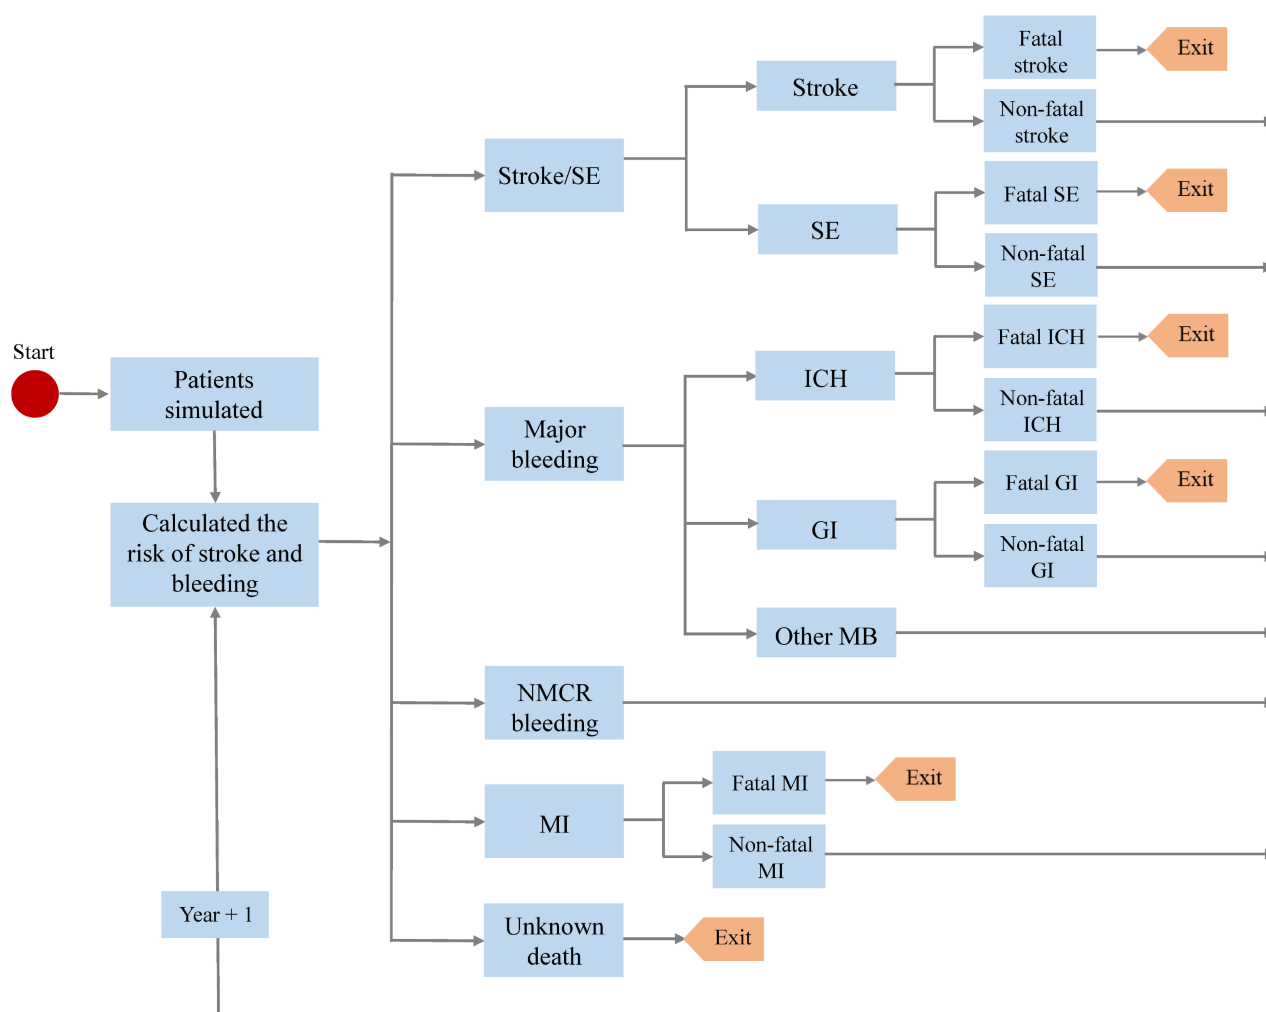 Start
Patients
simulated
Calculated the
risk of stroke and
bleeding
Year + 1
Stroke/SE
Major
bleeding
NMCR
bleeding
MI
Unknown
death
Stroke
SE
ICH
GI
Other MB
Fatal
stroke
Non-fatal
stroke
Fatal SE
Non-fatal
SE
Fatal ICH
Non-fatal
ICH
Fatal GI
Non-fatal
GI
Fatal MI
Non-fatal
MI
Exit
Exit
Exit
Exit
Exit
Exit